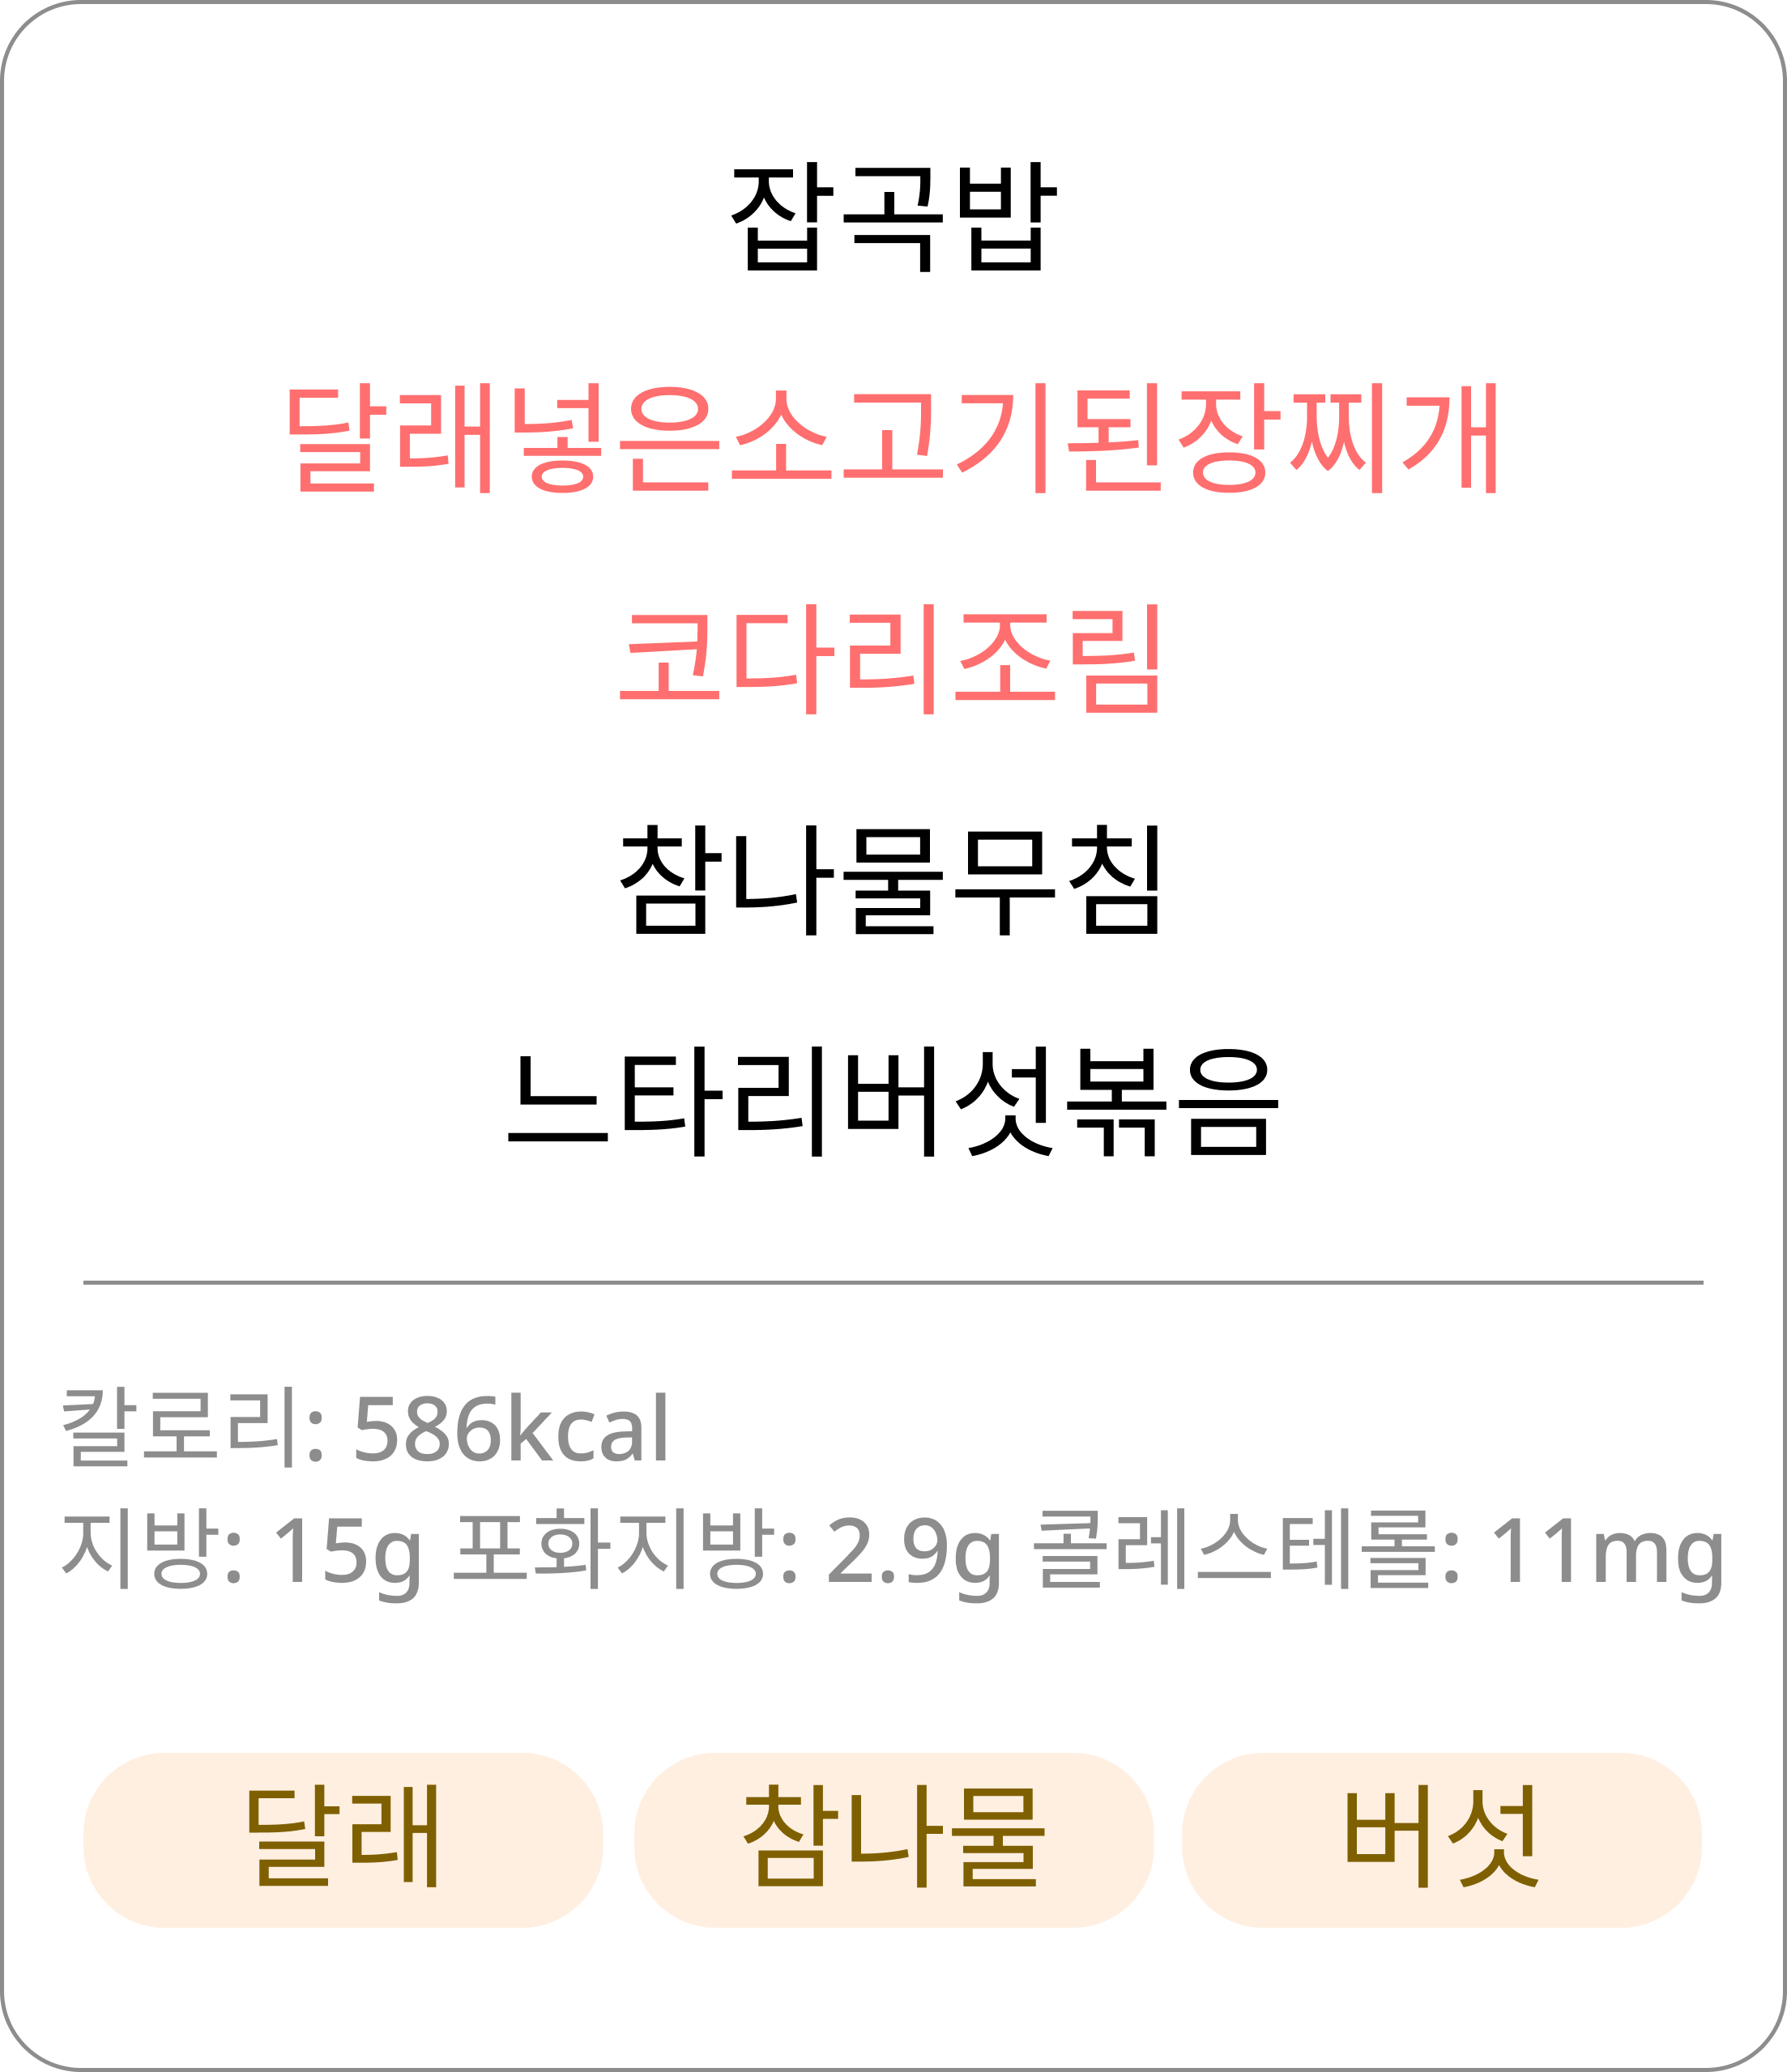 잡곡밥
달래넣은소고기된장찌개
코다리조림
참나물무침
느타리버섯볶음
칼로리: 586kcal
지방: 15g 포화지방: 2.9g 콜레스테롤: 11mg
달래 참나물 버섯